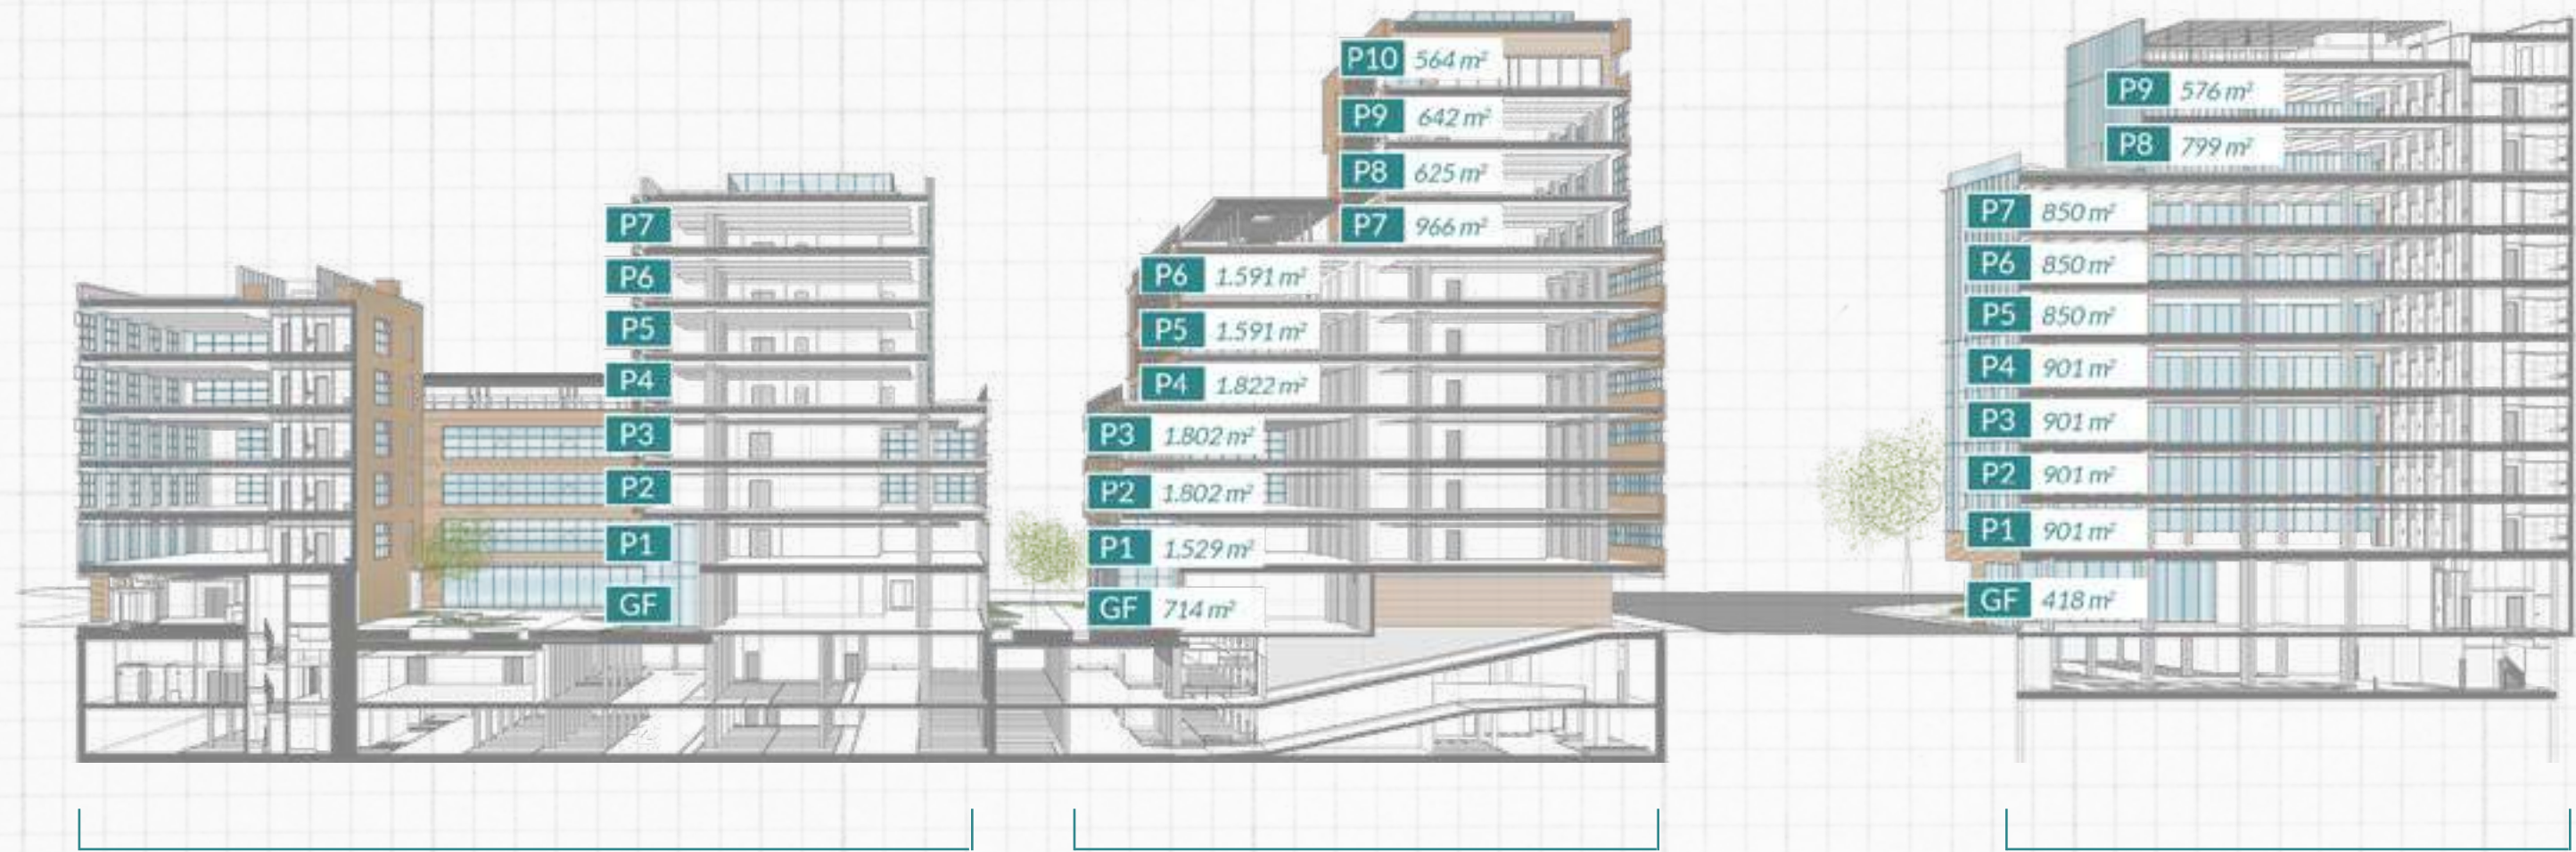 P7
P6
P5
P4
P3
P2
P1
GF
P10 564 m²
P9 642 m²
P8 625 m²
P7 966 m²
P6 1.591 m²
P5 1.591 m²
P4 1.822 m²
P3 1.802 m²
P2 1.802 m²
P1 1.529 m²
GF 714 m²
P9 576 m²
P8 799 m²
P7 850 m²
P6 850 m²
P5 850 m²
P4 901 m²
P3 901 m²
P2 901 m²
P1 901 m²
GF 418 m²